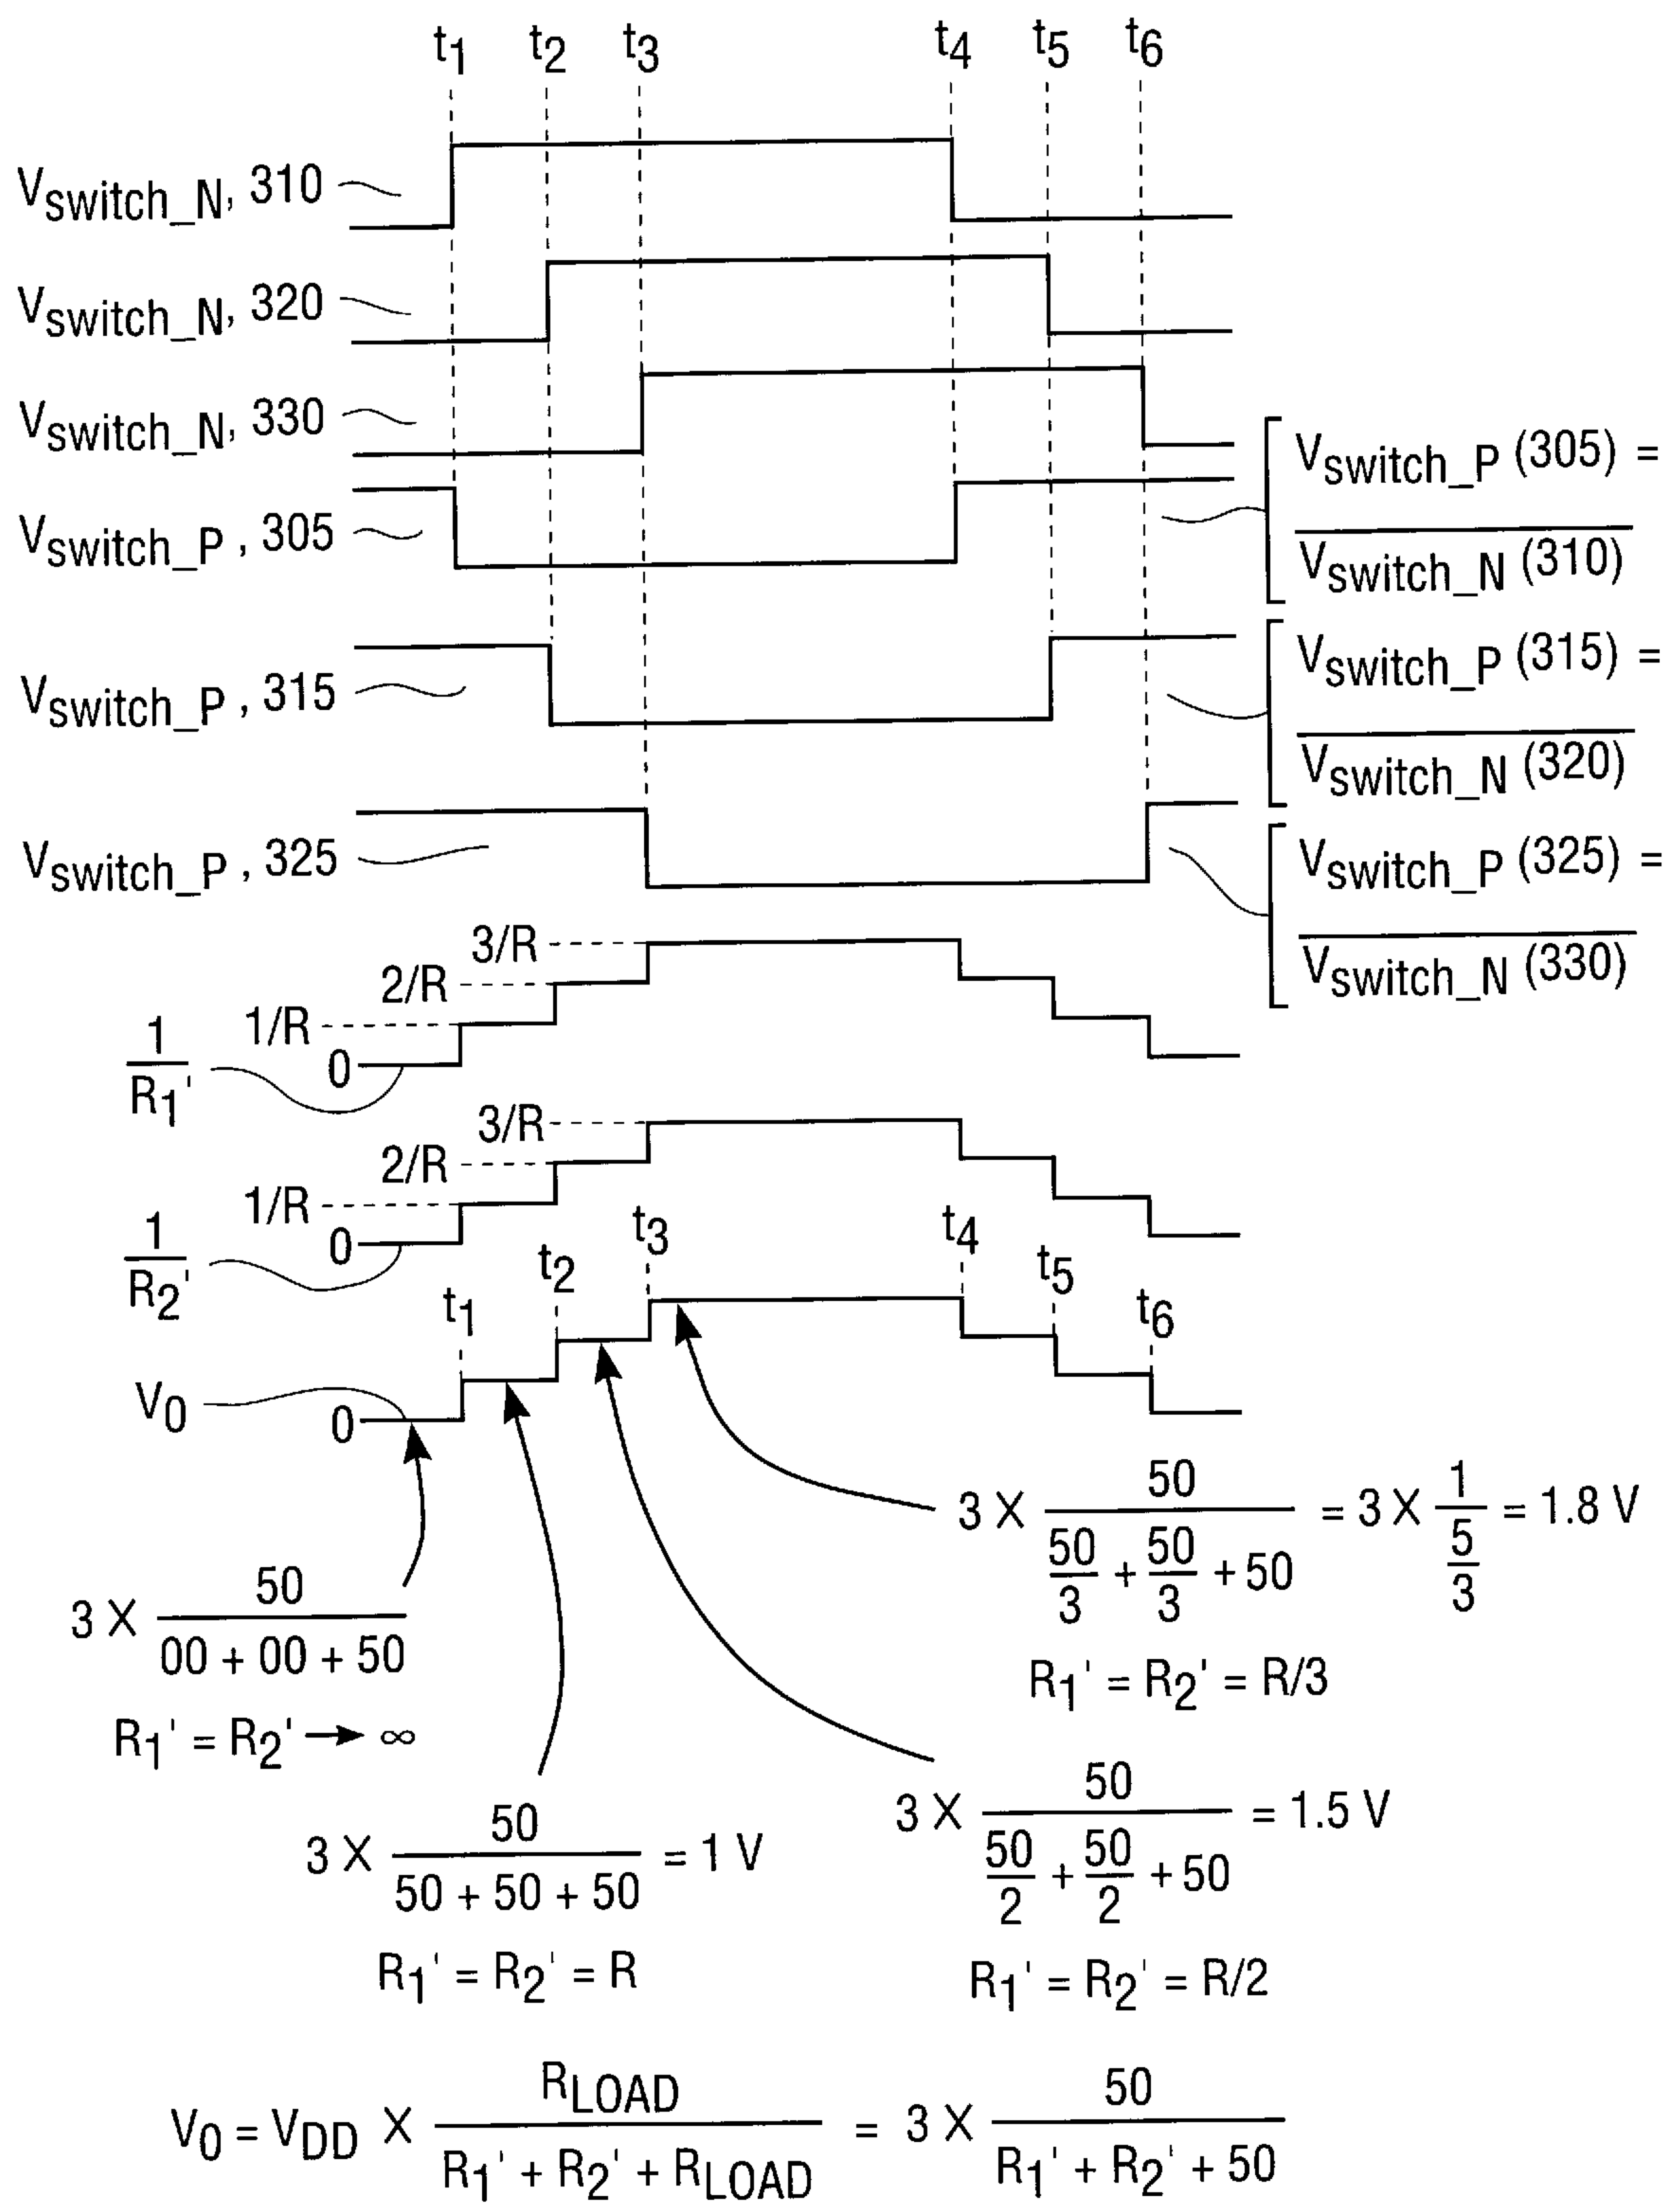 t1 t2 t3 t4 t5 t6
Vswitch_N, 310
Vswitch_N, 320
Vswitch_N, 330
Vswitch_P , 305
Vswitch_P (305) =
Vswitch_N (310)
Vswitch_P , 315
Vswitch_P (315) =
Vswitch_N (320)
Vswitch_P , 325
Vswitch_P (325) =
Vswitch_N (330)
3/R
2/R
1/R
0
1
R1'
3/R
2/R
1/R
0
1
R2'
t1 t2 t3 t4 t5 t6
V0
0
3 X 50 / (50/3 + 50/3 + 50) = 3 X 1 / (5/3) = 1.8 V
R1' = R2' = R/3
3 X 50 / (00 + 00 + 50)
R1' = R2' → ∞
3 X 50 / (50/2 + 50/2 + 50) = 1.5 V
R1' = R2' = R/2
3 X 50 / (50 + 50 + 50) = 1 V
R1' = R2' = R
V0 = VDD X RLOAD / (R1' + R2' + RLOAD) = 3 X 50 / (R1' + R2' + 50)